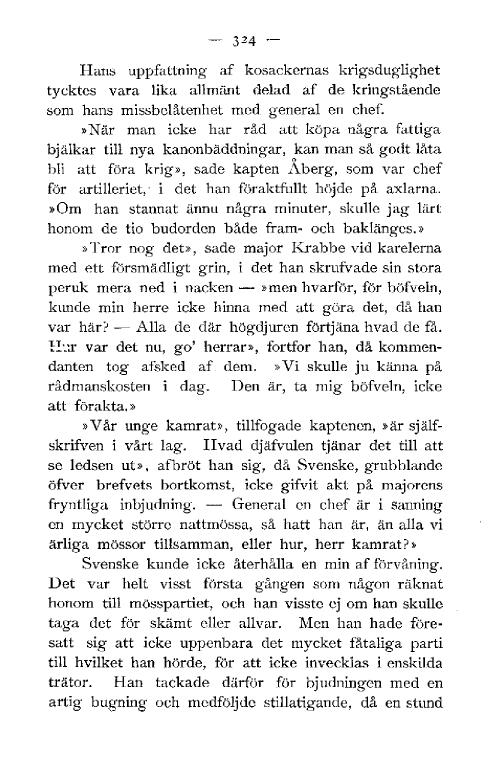 — 324 —
Hans uppfattning af kosackernas krigsduglighet
tycktes vara lika allmänt delad af de kringstående
som hans missbelåtenhet med general en chef.
»När man icke har råd att köpa några fattiga
bjälkar till nya kanonbäddningar, kan man så godt låta
bli att föra krig», sade kapten Åberg, som var chef
för artilleriet, i det han föraktfullt höjde på axlarna.
»Om han stannat ännu några minuter, skulle jag lärt
honom de tio budorden både fram- och baklänges.»
»Tror nog det», sade major Krabbe vid karelerna
med ett försmädligt grin, i det han skrufvade sin stora
peruk mera ned i nacken — »men hvarför, för böfveln,
kunde min herre icke hinna med att göra det, då han
var här? — Alla de där högdjuren förtjäna hvad de få.
Hur var det nu, go' herrar», fortfor han, då kommen-
danten tog afsked af dem. »Vi skulle ju känna på
rådmanskosten i dag. Den är, ta mig böfveln, icke
att förakta.»
»Vår unge kamrat», tillfogade kaptenen, »är själf-
skrifven i vårt lag. Hvad djäfvulen tjänar det till att
se ledsen ut», afbröt han sig, då Svenske, grubblande
öfver brefvets bortkomst, icke gifvit akt på majorens
fryntliga inbjudning. — General en chef är i sanning
en mycket större nattmössa, så hatt han är, än alla vi
ärliga mössor tillsamman, eller hur, herr kamrat?»
Svenske kunde icke återhålla en min af förvåning.
Det var helt visst första gången som någon räknat
honom till mösspartiet, och han visste ej om han skulle
taga det för skämt eller allvar. Men han hade före-
satt sig att icke uppenbara det mycket fåtaliga parti
till hvilket han hörde, för att icke invecklas i enskilda
trätor. Han tackade därför för bjudningen med en
artig bugning och medföljde stillatigande, då en stund